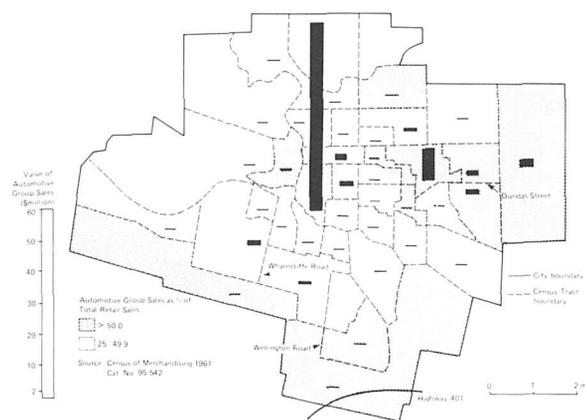 Value of
Automotive
Group Sales
($million)
60
50
40
30
20
10
2
Automotive Group Sales as % of
Total Retail Sales
> 50.0
25 49.9
Source: Census of Merchandising 1961
Cat. No. 95-542
Wharncliffe Road
Wellington Road
Dundas Street
City boundary
Census Tract
boundary
Highway 401
0 1 2 m